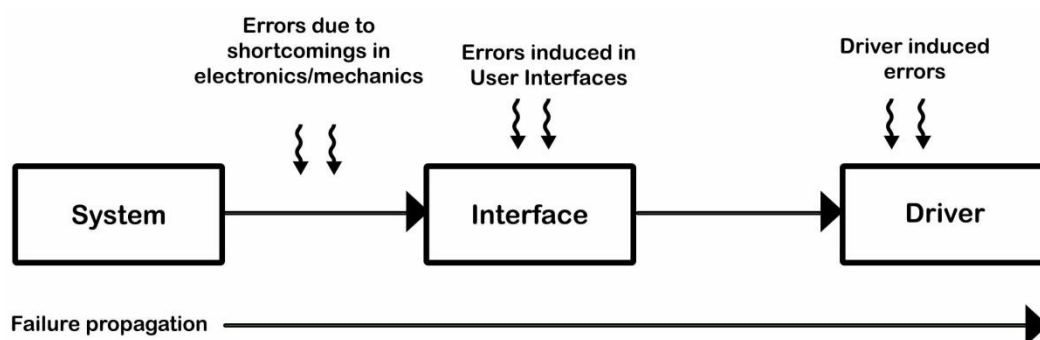 Errors due to
shortcomings in
electronics/mechanics
Errors induced in
User Interfaces
Driver induced
errors
System
Interface
Driver
Failure propagation